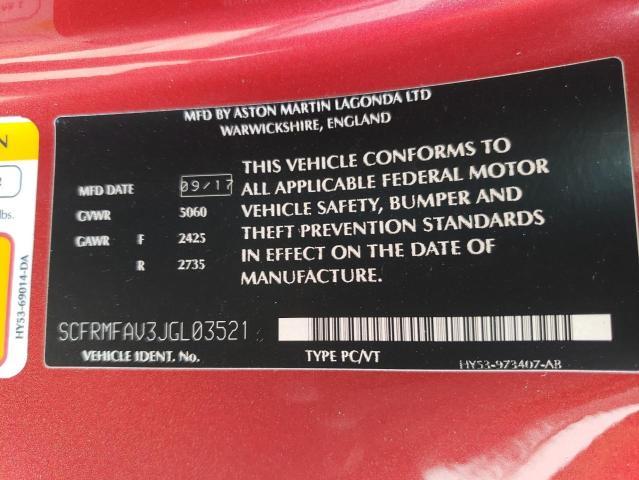 MFD BY ASTON MARTIN LAGONDA LTD
WARWICKSHIRE, ENGLAND
THIS VEHICLE CONFORMS TO
ALL APPLICABLE FEDERAL MOTOR
VEHICLE SAFETY, BUMPER AND
THEFT PREVENTION STANDARDS
IN EFFECT ON THE DATE OF
MANUFACTURE.
MFD DATE 09/17
GVWR 5060
GAWR F 2425
R 2735
SCFRMFAV3JGL03521
VEHICLE IDENT. No.
TYPE PC/VT
HY53-973407-AB
lbs.
HY53-69014-DA